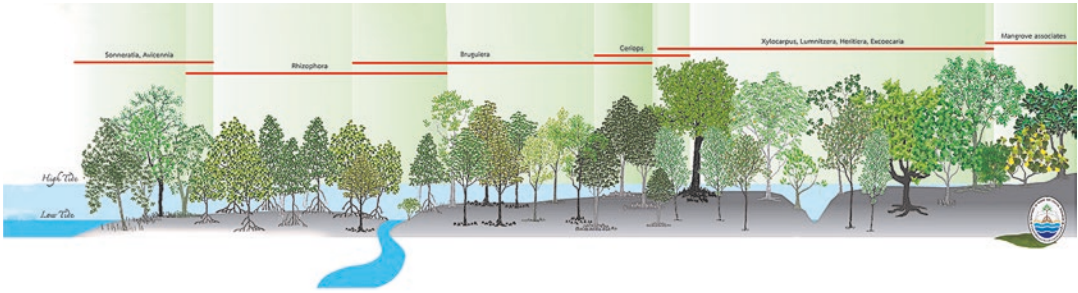 Sonneratia, Avicennia
Rhizophora
Bruguiera
Ceriops
Xylocarpus, Lumnitzera, Heritiera, Excoecaria
Mangrove associates
High Tide
Low Tide